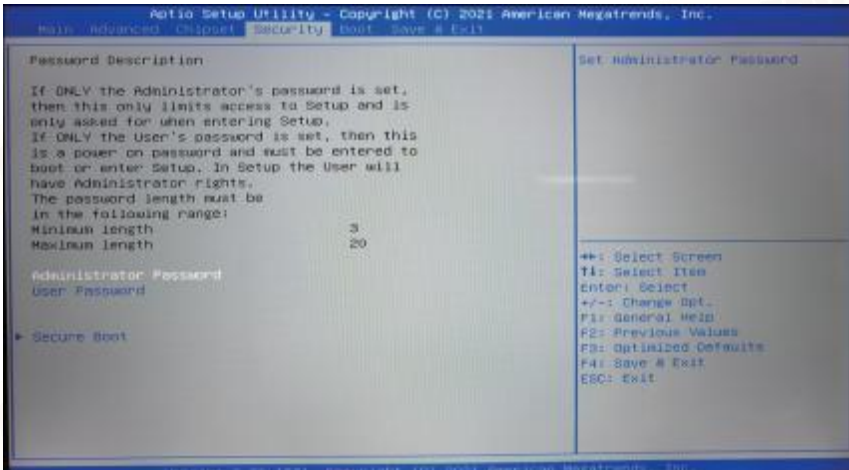 Aptio Setup Utility - Copyright (C) 2021 American Megatrends, Inc.
Main Advanced Chipset Security Boot Save & Exit
Password Description
If ONLY the Administrator's password is set,
then this only limits access to Setup and is
only asked for when entering Setup.
If ONLY the User's password is set, then this
is a power on password and must be entered to
boot or enter Setup. In Setup the User will
have Administrator rights.
The password length must be
in the following range:
Minimum length 3
Maximum length 20
Administrator Password
User Password
Secure Boot
Set Administrator Password
: Select Screen
↑↓: Select Item
Enter: Select
+/-: Change Opt.
F1: General Help
F2: Previous Values
F3: Optimized Defaults
F4: Save & Exit
ESC: Exit
Copyright (C) 2021 American Megatrends, Inc.